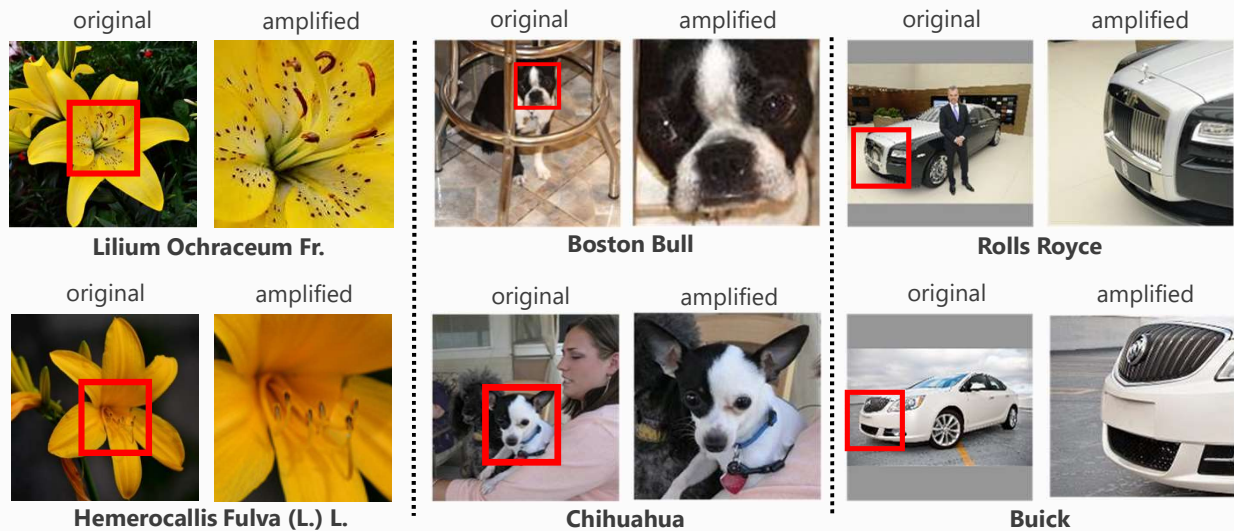 original amplified original amplified original amplified
Lilium Ochraceum Fr. Boston Bull Rolls Royce
original amplified original amplified original amplified
Hemerocallis Fulva (L.) L. Chihuahua Buick